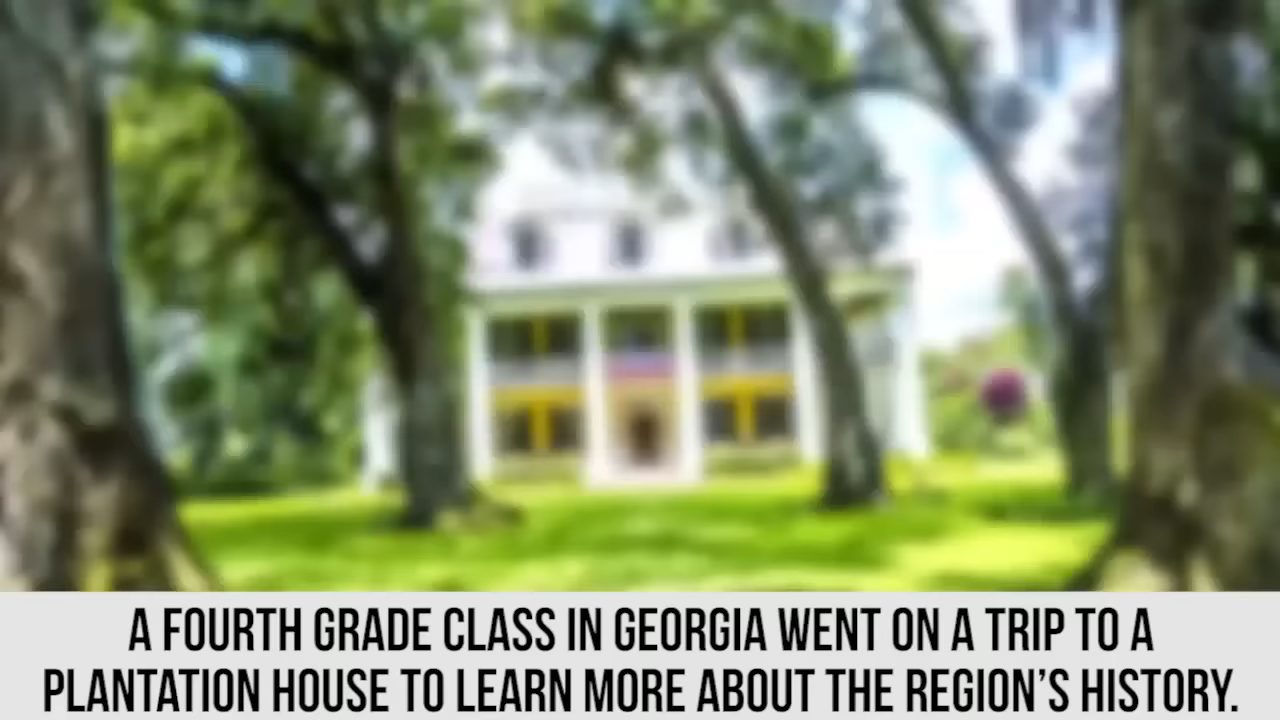 A FOURTH GRADE CLASS IN GEORGIA WENT ON A TRIP TO A
PLANTATION HOUSE TO LEARN MORE ABOUT THE REGION’S HISTORY.